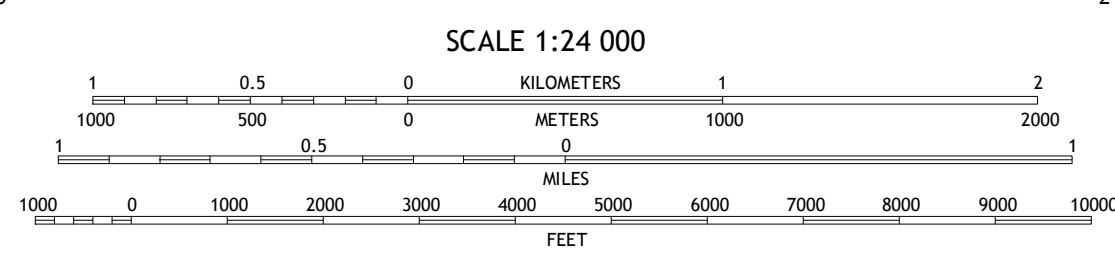 SCALE 1:24 000
1 0.5 0 KILOMETERS 1 2
1000 500 0 METERS 1000 2000
1 0.5 0 1
MILES
1000 0 1000 2000 3000 4000 5000 6000 7000 8000 9000 10000
FEET